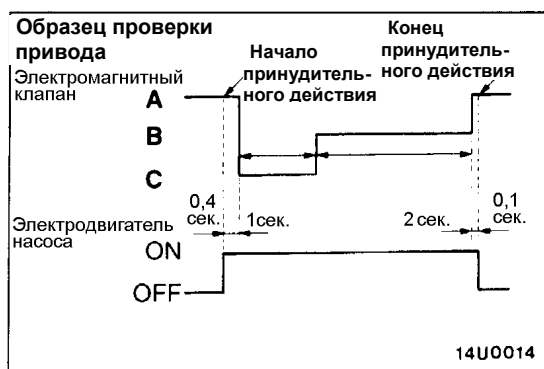 Образец проверки
привода
Электромагнитный
клапан
Начало
принудитель-
ного действия
Конец
принудитель-
ного действия
A
B
C
0,4
сек.
1сек.
2 сек.
0,1
сек.
Электродвигатель
насоса
ON
OFF
14U0014